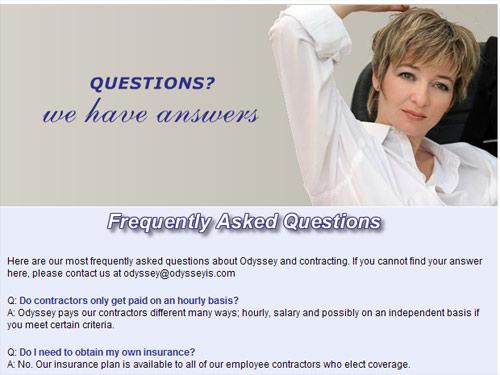 QUESTIONS?
we have answers
Frequently Asked Questions
Here are our most frequently asked questions about Odyssey and contracting. If you cannot find your answer
here, please contact us at odyssey@odysseyis.com
Q: Do contractors only get paid on an hourly basis?
A: Odyssey pays our contractors different many ways; hourly, salary and possibly on an independent basis if
you meet certain criteria.
Q: Do I need to obtain my own insurance?
A: No. Our insurance plan is available to all of our employee contractors who elect coverage.